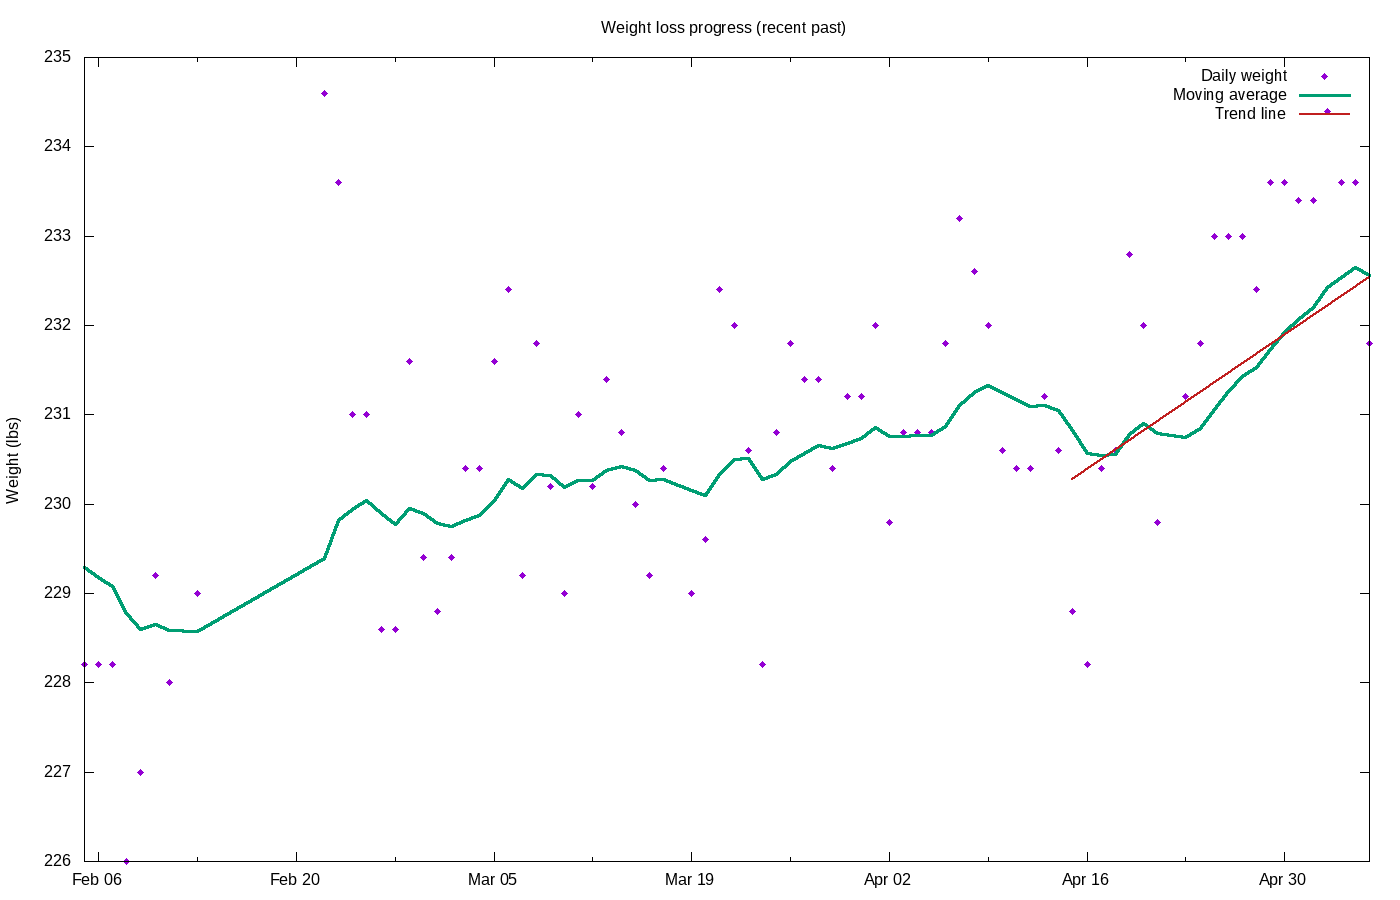 Weight loss progress (recent past)
Daily weight
Moving average
Trend line
235
234
233
232
231
230
229
228
227
226
Weight (lbs)
Feb 06 Feb 20 Mar 05 Mar 19 Apr 02 Apr 16 Apr 30